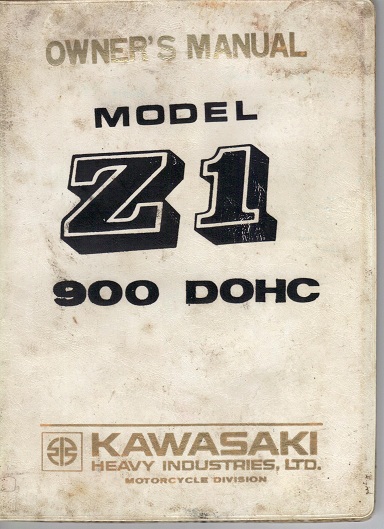 OWNER'S MANUAL
MODEL
Z1
900 DOHC
KAWASAKI
HEAVY INDUSTRIES, LTD.
MOTORCYCLE DIVISION